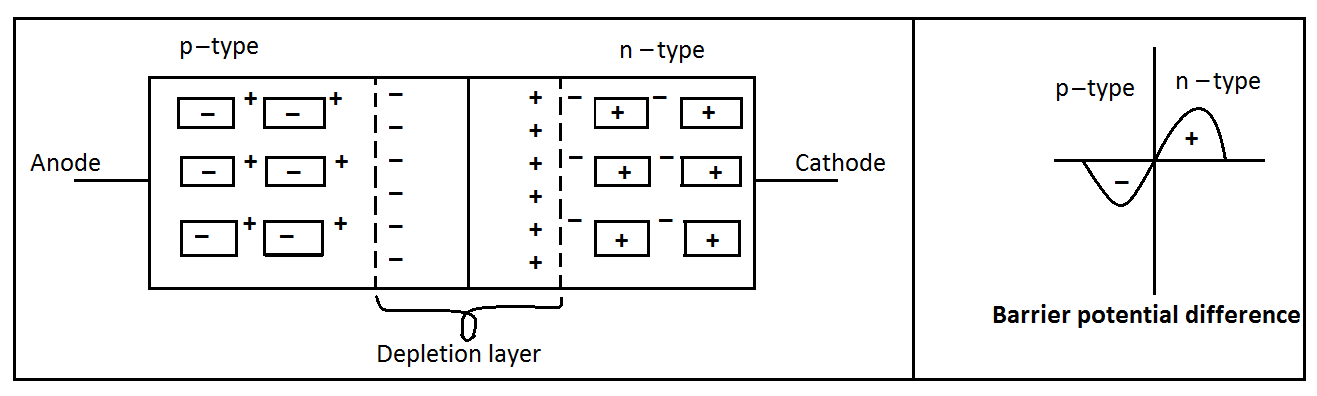 p–type
n –type
Anode
Cathode
Depletion layer
p–type
n –type
Barrier potential difference